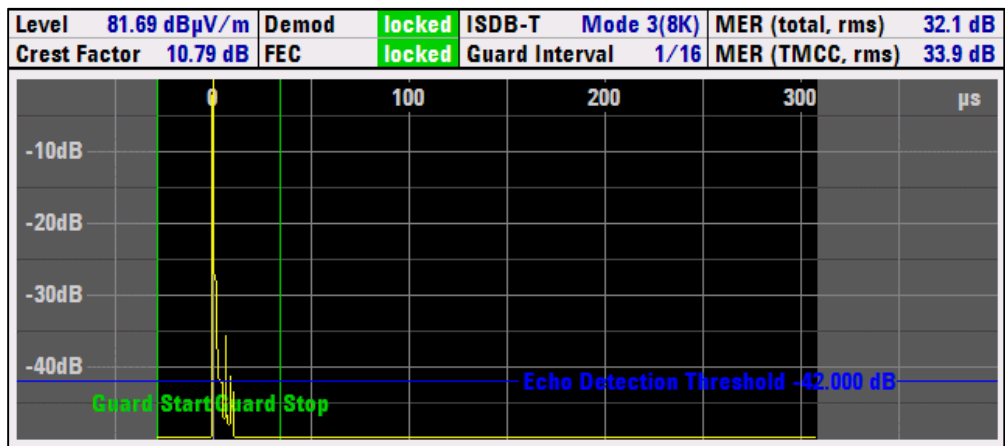 Level 81.69 dBµV/m Demod locked ISDB-T Mode 3(8K) MER (total, rms) 32.1 dB
Crest Factor 10.79 dB FEC locked Guard Interval 1/16 MER (TMCC, rms) 33.9 dB
0 100 200 300 µs
-10dB
-20dB
-30dB
-40dB
Echo Detection Threshold -42.000 dB
Guard Start Guard Stop